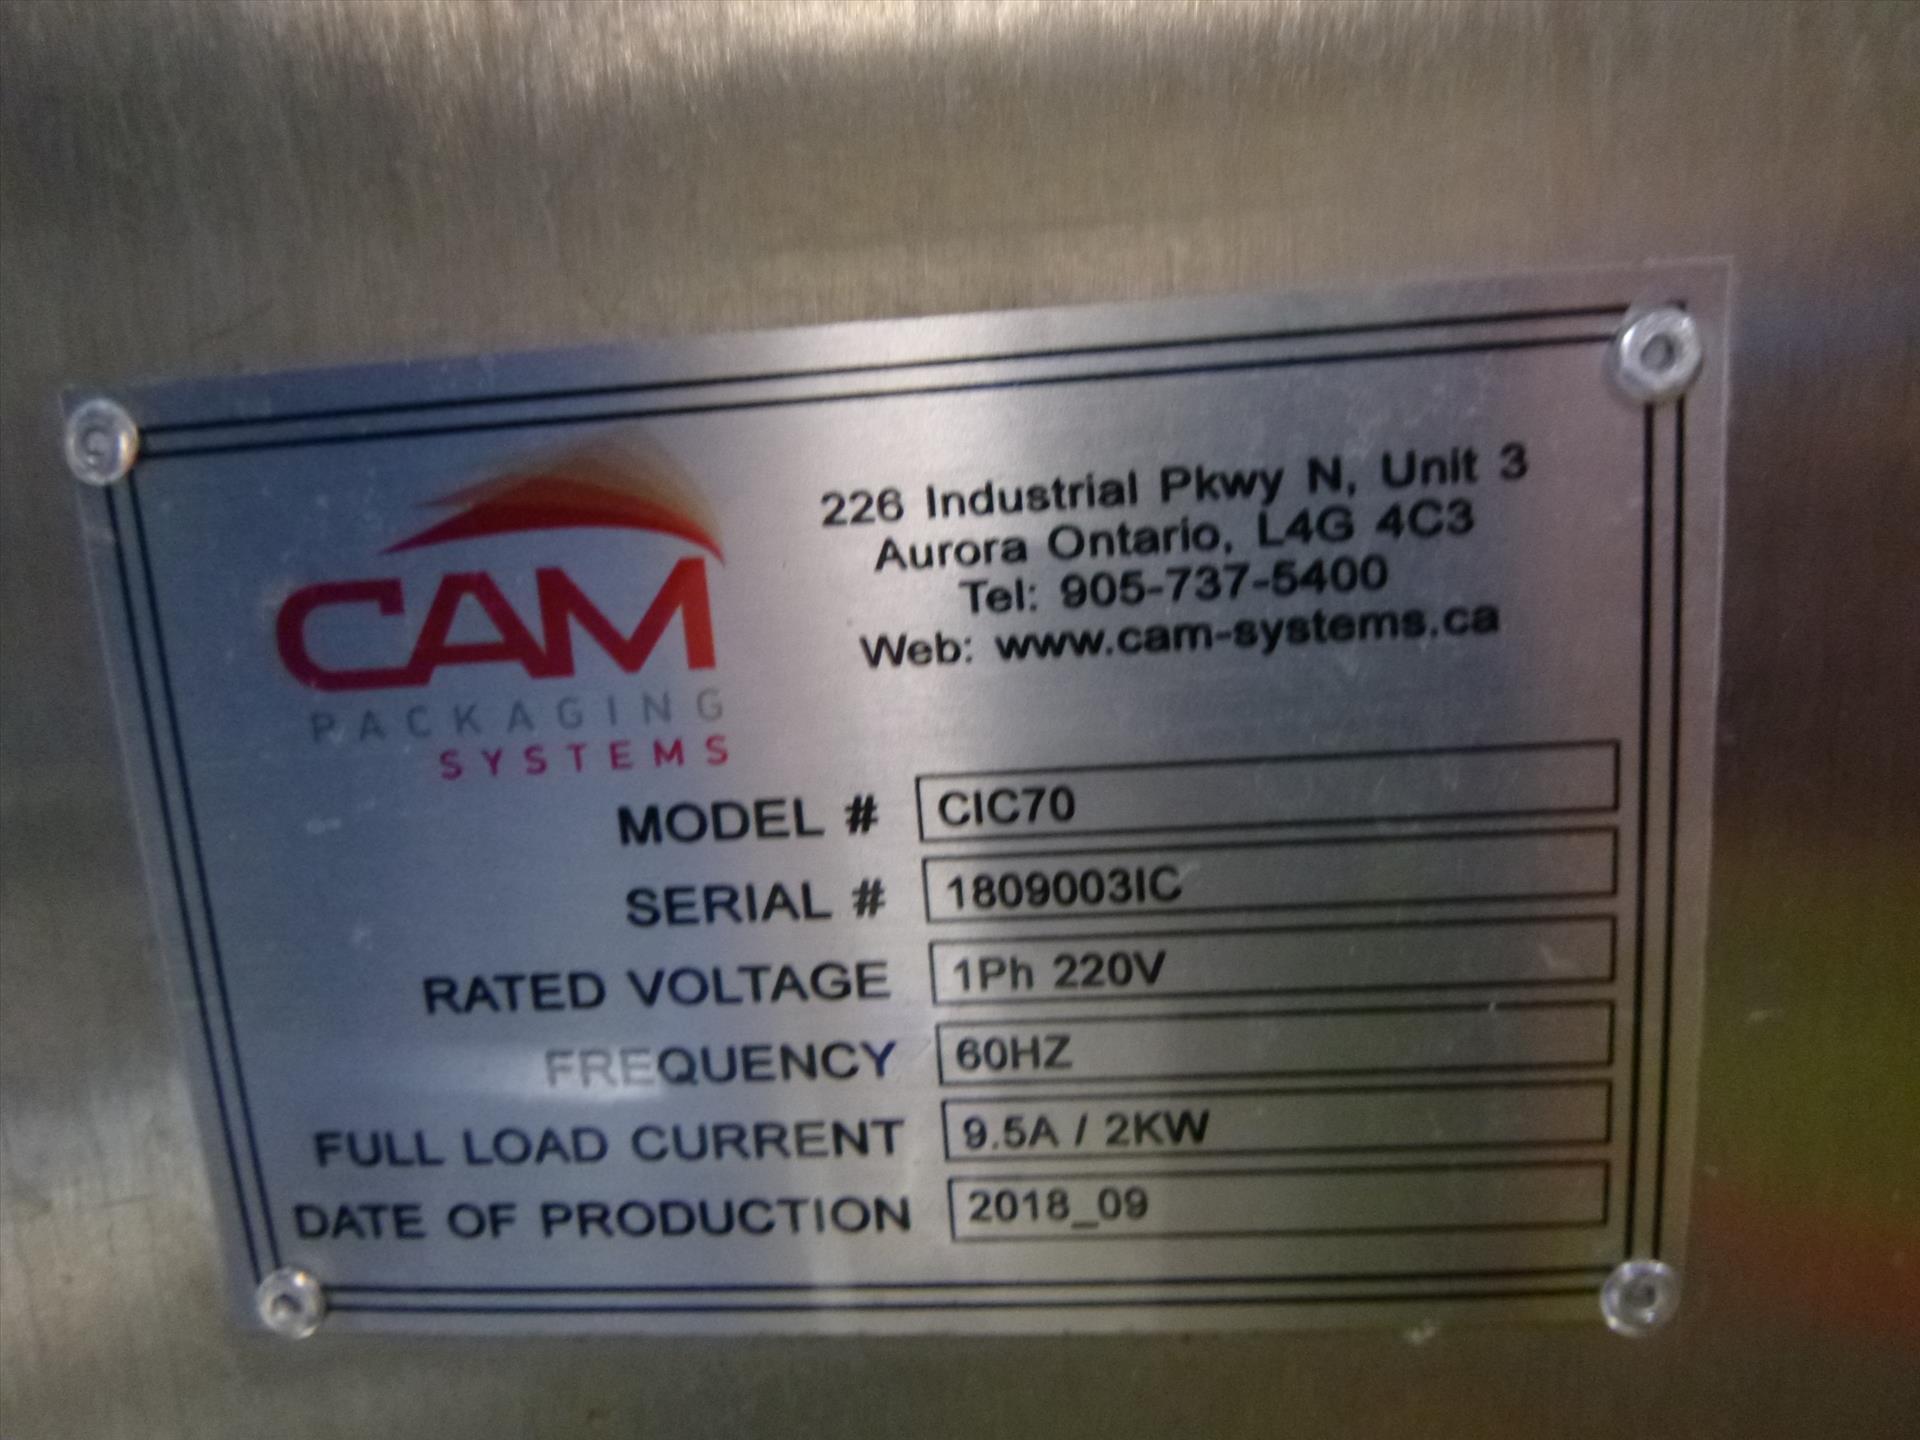 CAM
PACKAGING
SYSTEMS
226 Industrial Pkwy N, Unit 3
Aurora Ontario, L4G 4C3
Tel: 905-737-5400
Web: www.cam-systems.ca
MODEL # CIC70
SERIAL # 1809003IC
RATED VOLTAGE 1Ph 220V
FREQUENCY 60HZ
FULL LOAD CURRENT 9.5A / 2KW
DATE OF PRODUCTION 2018_09